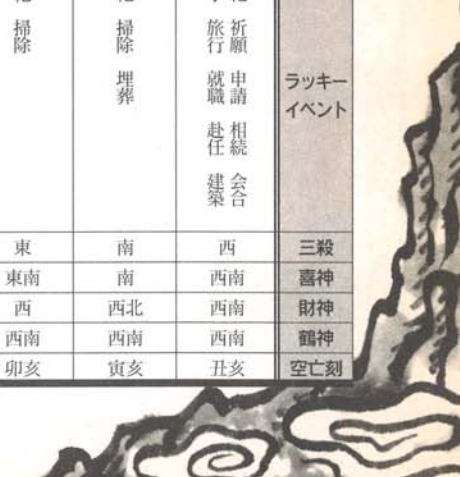 ラッキー
イベント
祈願 申請 相続 会合
旅行 就職 赴任 建築
掃除 埋葬
掃除
東 南 西 三殺
東南 南 西南 喜神
西 西北 西南 財神
西南 西南 西南 鶴神
卯亥 寅亥 丑亥 空亡刻